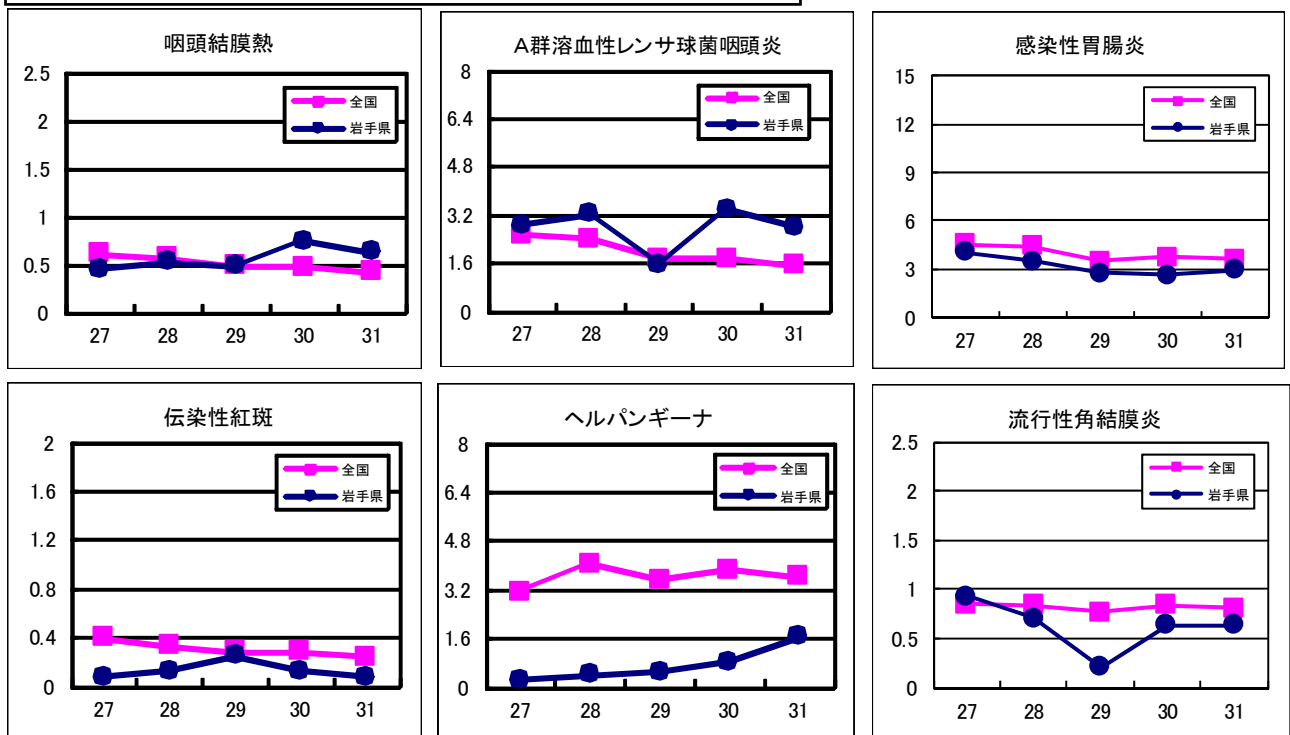 咽頭結膜熱
2.5
2
1.5
1
0.5
0
全国
岩手県
27 28 29 30 31
A群溶血性レンサ球菌咽頭炎
8
6.4
4.8
3.2
1.6
0
全国
岩手県
27 28 29 30 31
感染性胃腸炎
15
12
9
6
3
0
全国
岩手県
27 28 29 30 31
伝染性紅斑
2
1.6
1.2
0.8
0.4
0
全国
岩手県
27 28 29 30 31
ヘルパンギーナ
8
6.4
4.8
3.2
1.6
0
全国
岩手県
27 28 29 30 31
流行性角結膜炎
2.5
2
1.5
1
0.5
0
全国
岩手県
27 28 29 30 31